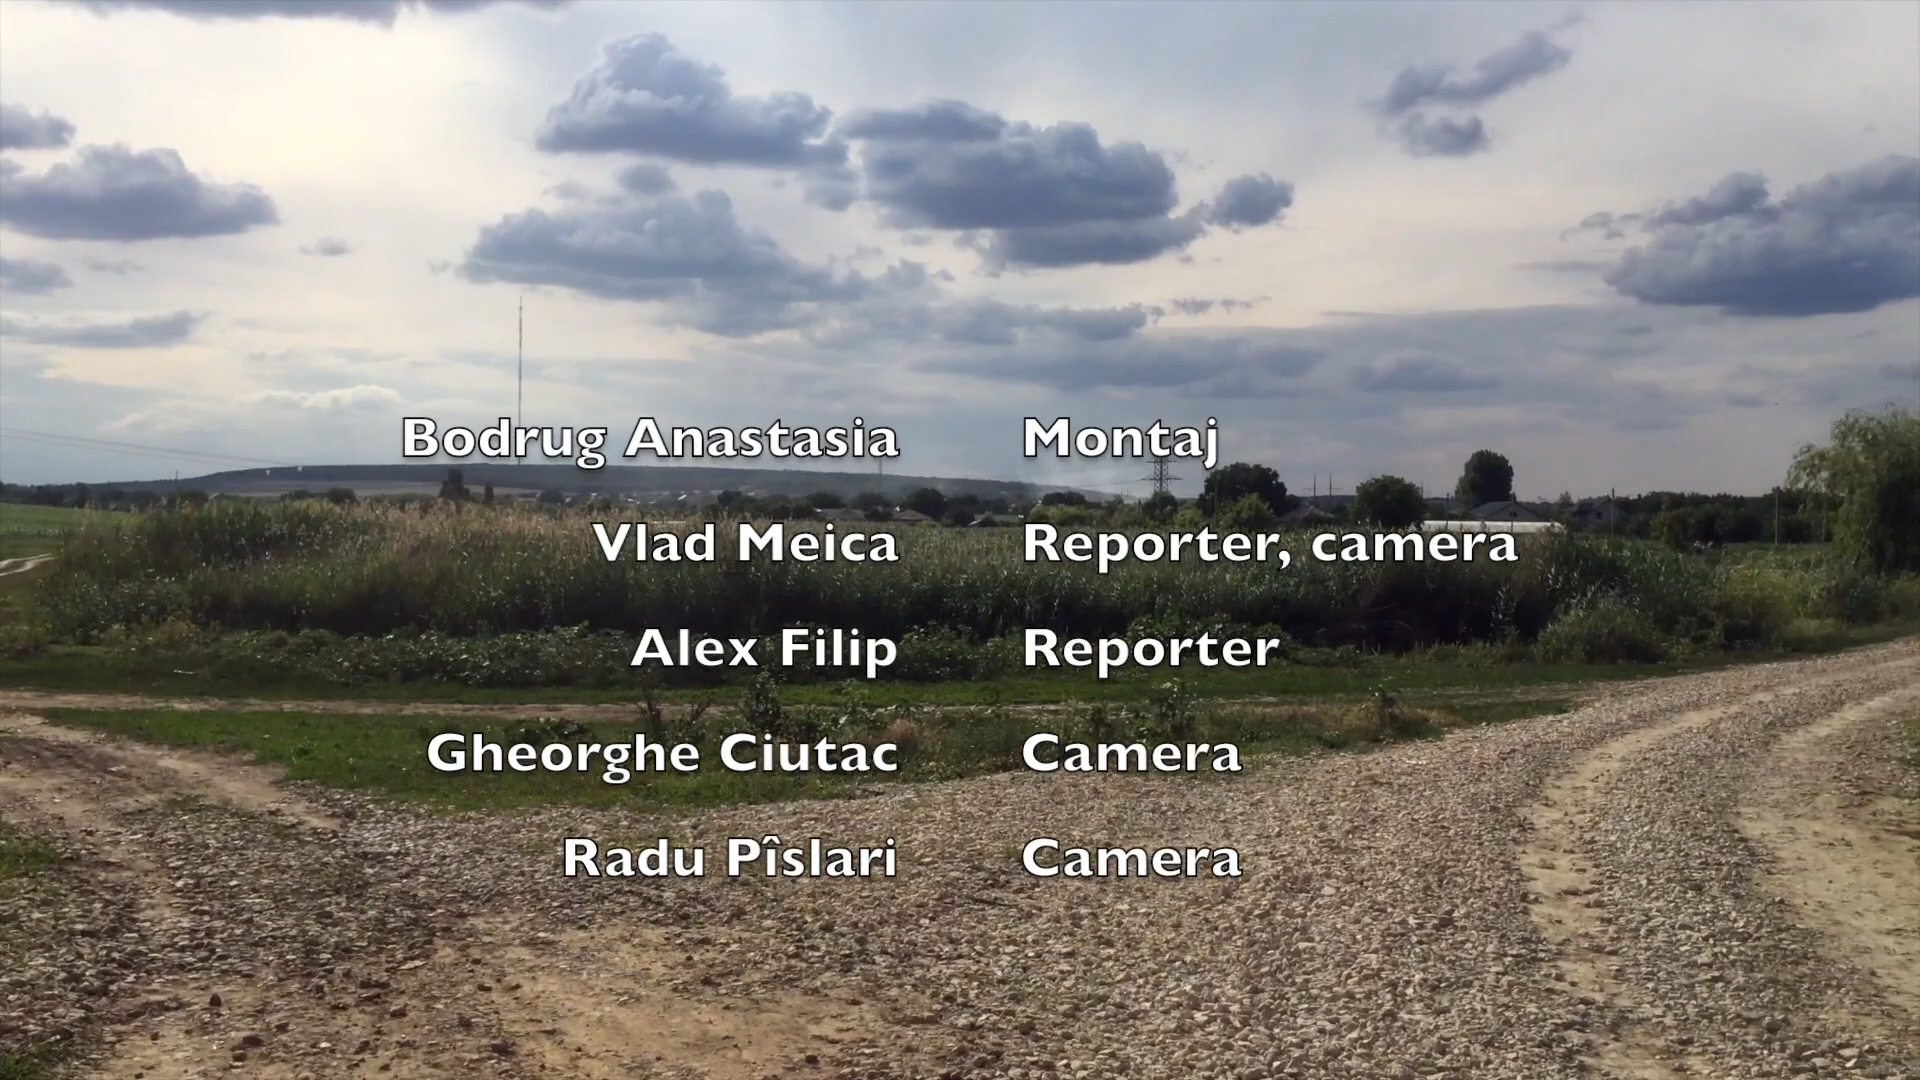 Bodrug Anastasia Montaj
Vlad Meica Reporter, camera
Alex Filip Reporter
Gheorghe Ciutac Camera
Radu Pîslari Camera